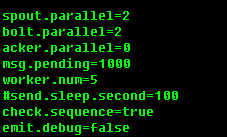 spout.parallel=2
bolt.parallel=2
acker.parallel=0
msg.pending=1000
worker.num=5
#send.sleep.second=100
check.sequence=true
emit.debug=false